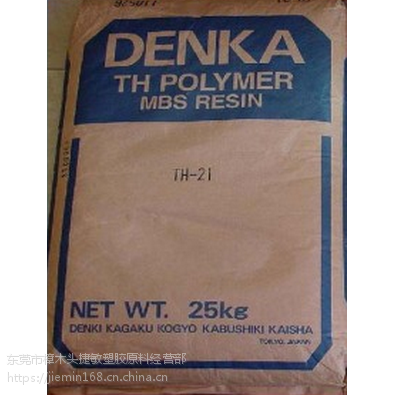 DENKA
TH POLYMER
MBS RESIN
TH-21
NET WT. 25kg
DENKI KAGAKU KOGYO KABUSHIKI KAISHA
TOKYO, JAPAN
东莞市樟木头捷敏塑胶原料经营部
https://jiemin168.cn.china.cn